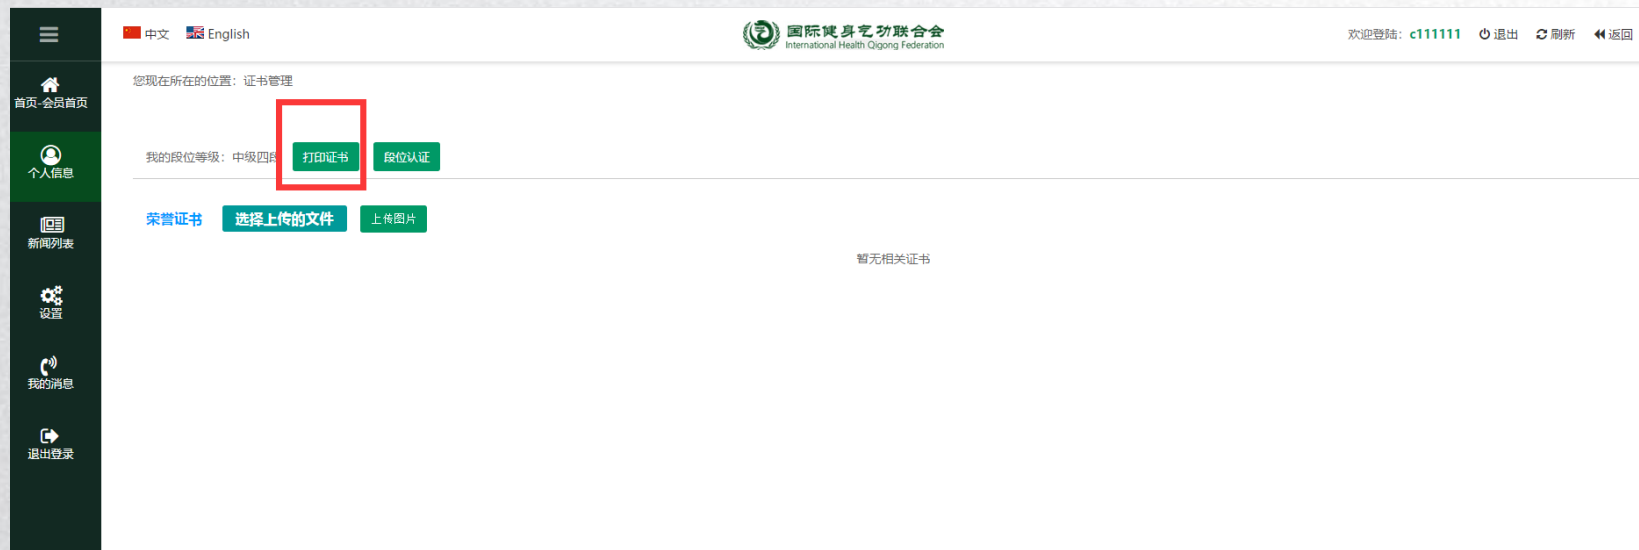 中文 English 国际健身气功联合会 欢迎登陆：c111111 退出 刷新 返回
International Health Qigong Federation
您现在所在的位置：证书管理
首页-会员首页
我的段位等级：中级四段 打印证书 段位认证
个人信息
荣誉证书 选择上传的文件 上传图片
新闻列表
暂无相关证书
设置
我的消息
退出登录